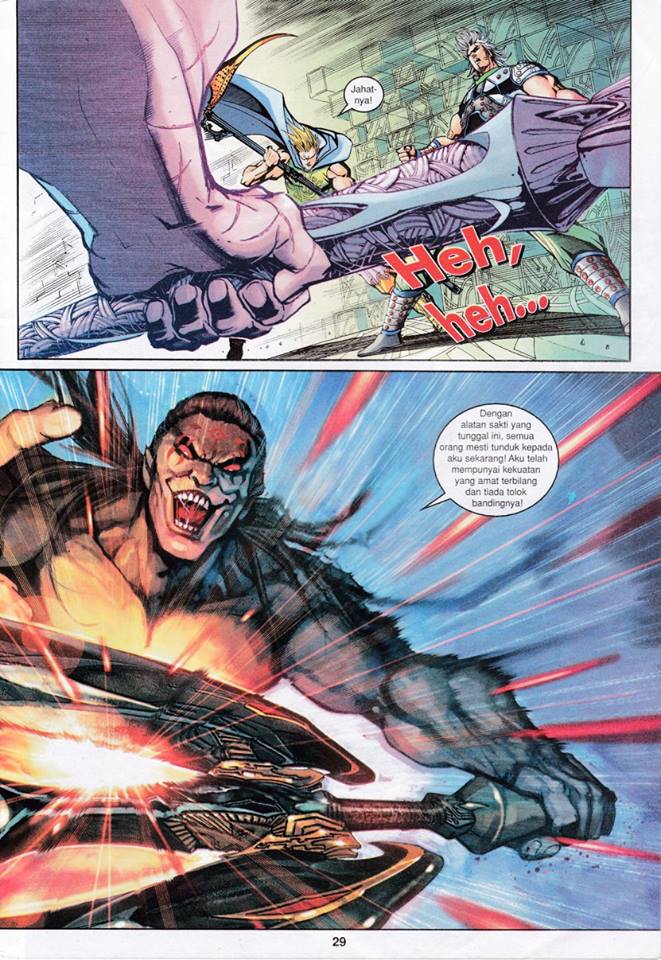 Jahat-
nya!
Heh,
heh...
Dengan
alatan sakti yang
tunggal ini, semua
orang mesti tunduk kepada
aku sekarang! Aku telah
mempunyai kekuatan
yang amat terbilang
dan tiada tolok
bandingnya!
29